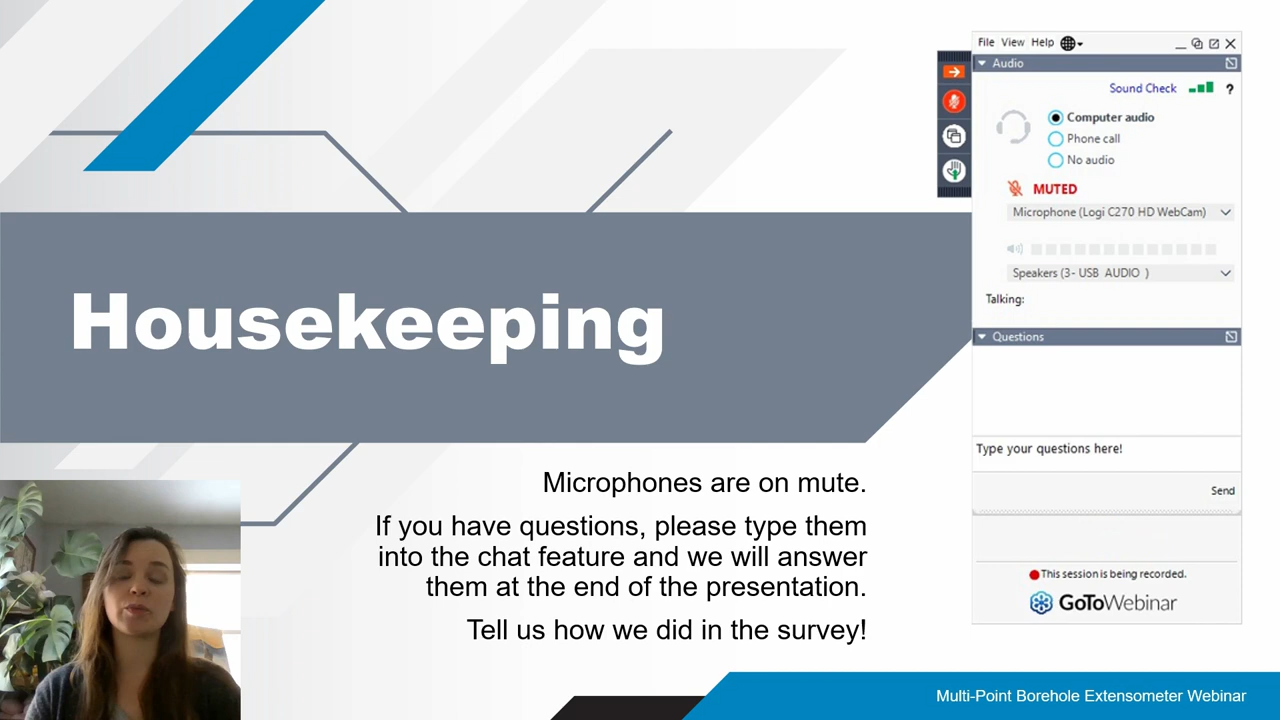 Housekeeping
Microphones are on mute.
If you have questions, please type them
into the chat feature and we will answer
them at the end of the presentation.
Tell us how we did in the survey!
File View Help
Audio
Sound Check ?
Computer audio
Phone call
No audio
MUTED
Microphone (Logi C270 HD WebCam)
Speakers (3- USB AUDIO )
Talking:
Questions
Type your questions here!
Send
This session is being recorded.
GoToWebinar
Multi-Point Borehole Extensometer Webinar